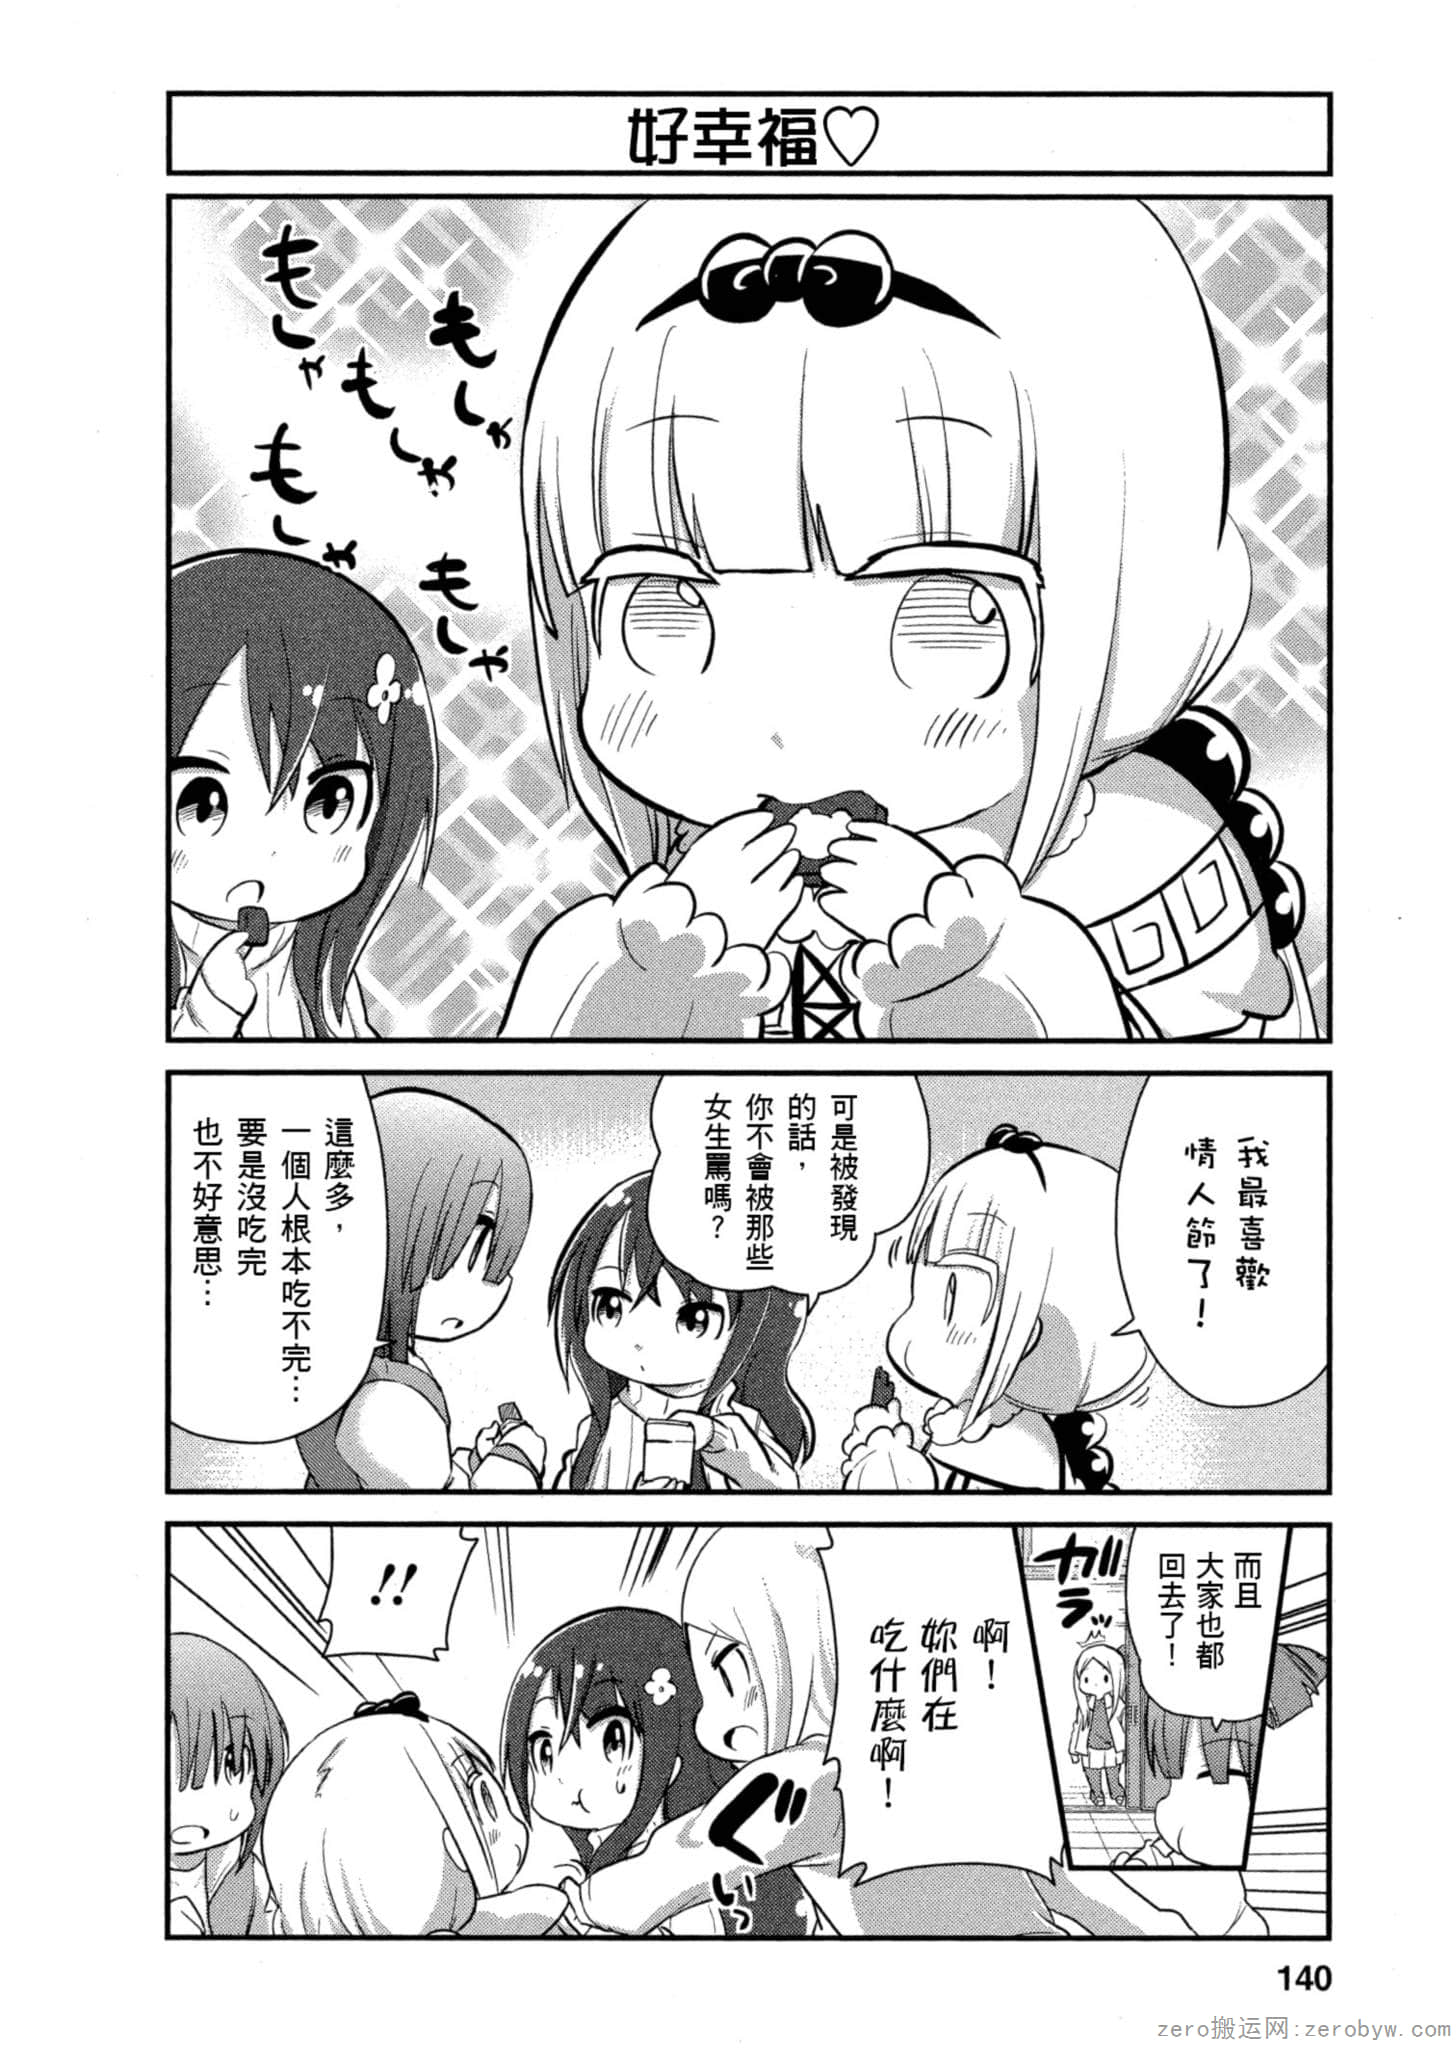 好幸福♡
もしゃ
もしゃ
もしゃ
もしゃ
もしゃ
我最喜歡
情人節了!
可是被發現
的話,
你不會被那些
女生罵嗎?
這麼多,
一個人根本吃不完…
要是沒吃完
也不好意思…
而且
大家也都
回去了!
ガラッ
啊!
妳們在
吃什麼啊!
ぐいっ
!!
140
zero搬运网:zerobyw.com